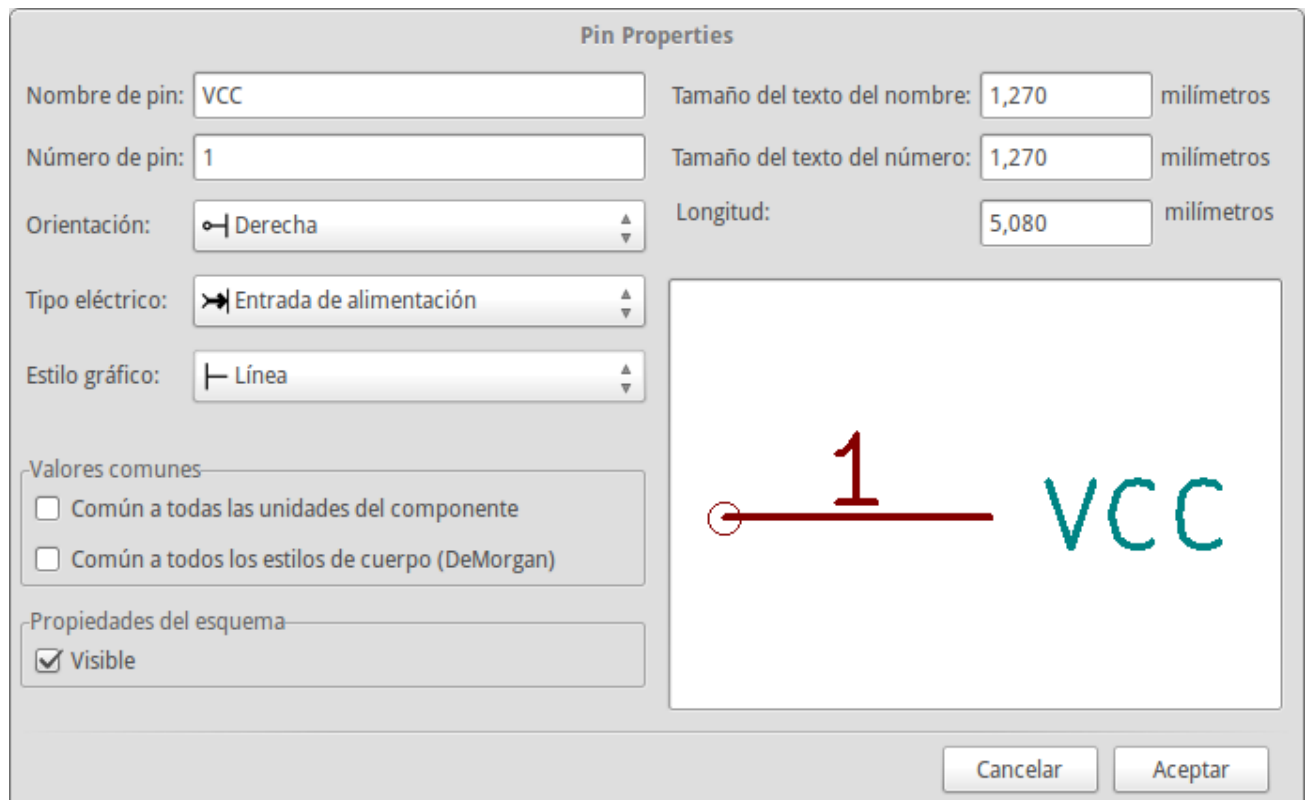 Pin Properties
Nombre de pin: VCC
Tamaño del texto del nombre: 1,270 milímetros
Número de pin: 1
Tamaño del texto del número: 1,270 milímetros
Orientación: Derecha
Longitud: 5,080 milímetros
Tipo eléctrico: Entrada de alimentación
Estilo gráfico: Línea
Valores comunes
Común a todas las unidades del componente
Común a todos los estilos de cuerpo (DeMorgan)
Propiedades del esquema
Visible
1 VCC
Cancelar Aceptar